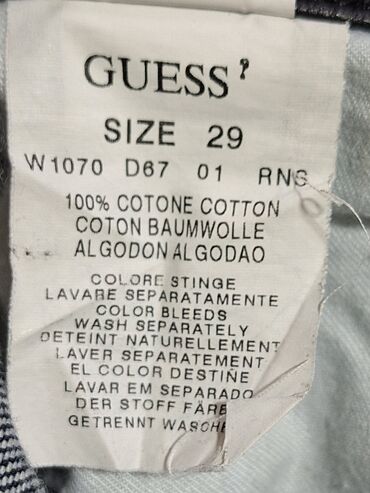 GUESS?
SIZE 29
W1070 D67 01 RNS
100% COTONE COTTON
COTON BAUMWOLLE
ALGODON ALGODAO
COLORE STINGE
LAVARE SEPARATAMENTE
COLOR BLEEDS
WASH SEPARATELY
DETEINT NATURELLEMENT
LAVER SEPARATEMENT
EL COLOR DESTIÑE
LAVAR EM SEPARADO
DER STOFF FÄRB
GETRENNT WASCHE